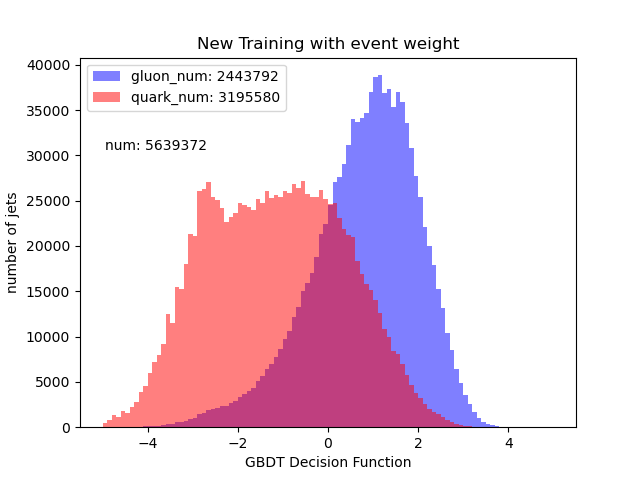 New Training with event weight
gluon_num: 2443792
quark_num: 3195580
num: 5639372
number of jets
40000
35000
30000
25000
20000
15000
10000
5000
0
−4
−2
0
2
4
GBDT Decision Function